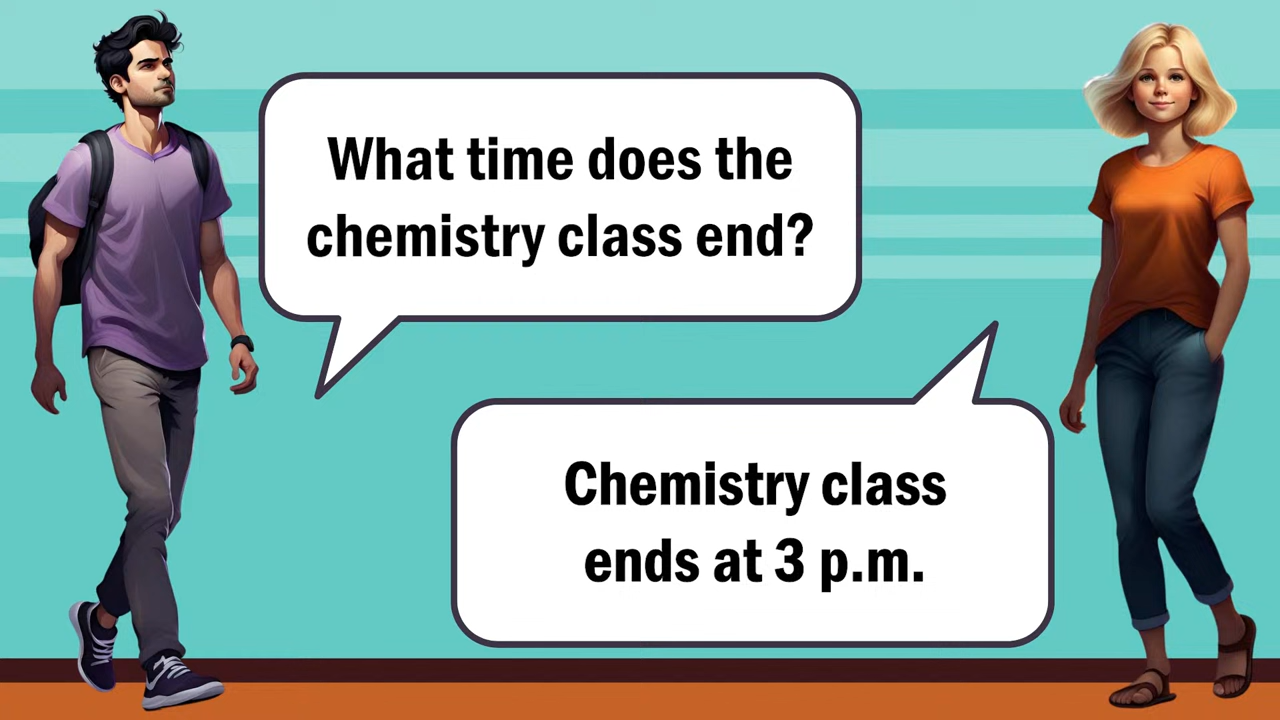 What time does the
chemistry class end?
Chemistry class
ends at 3 p.m.